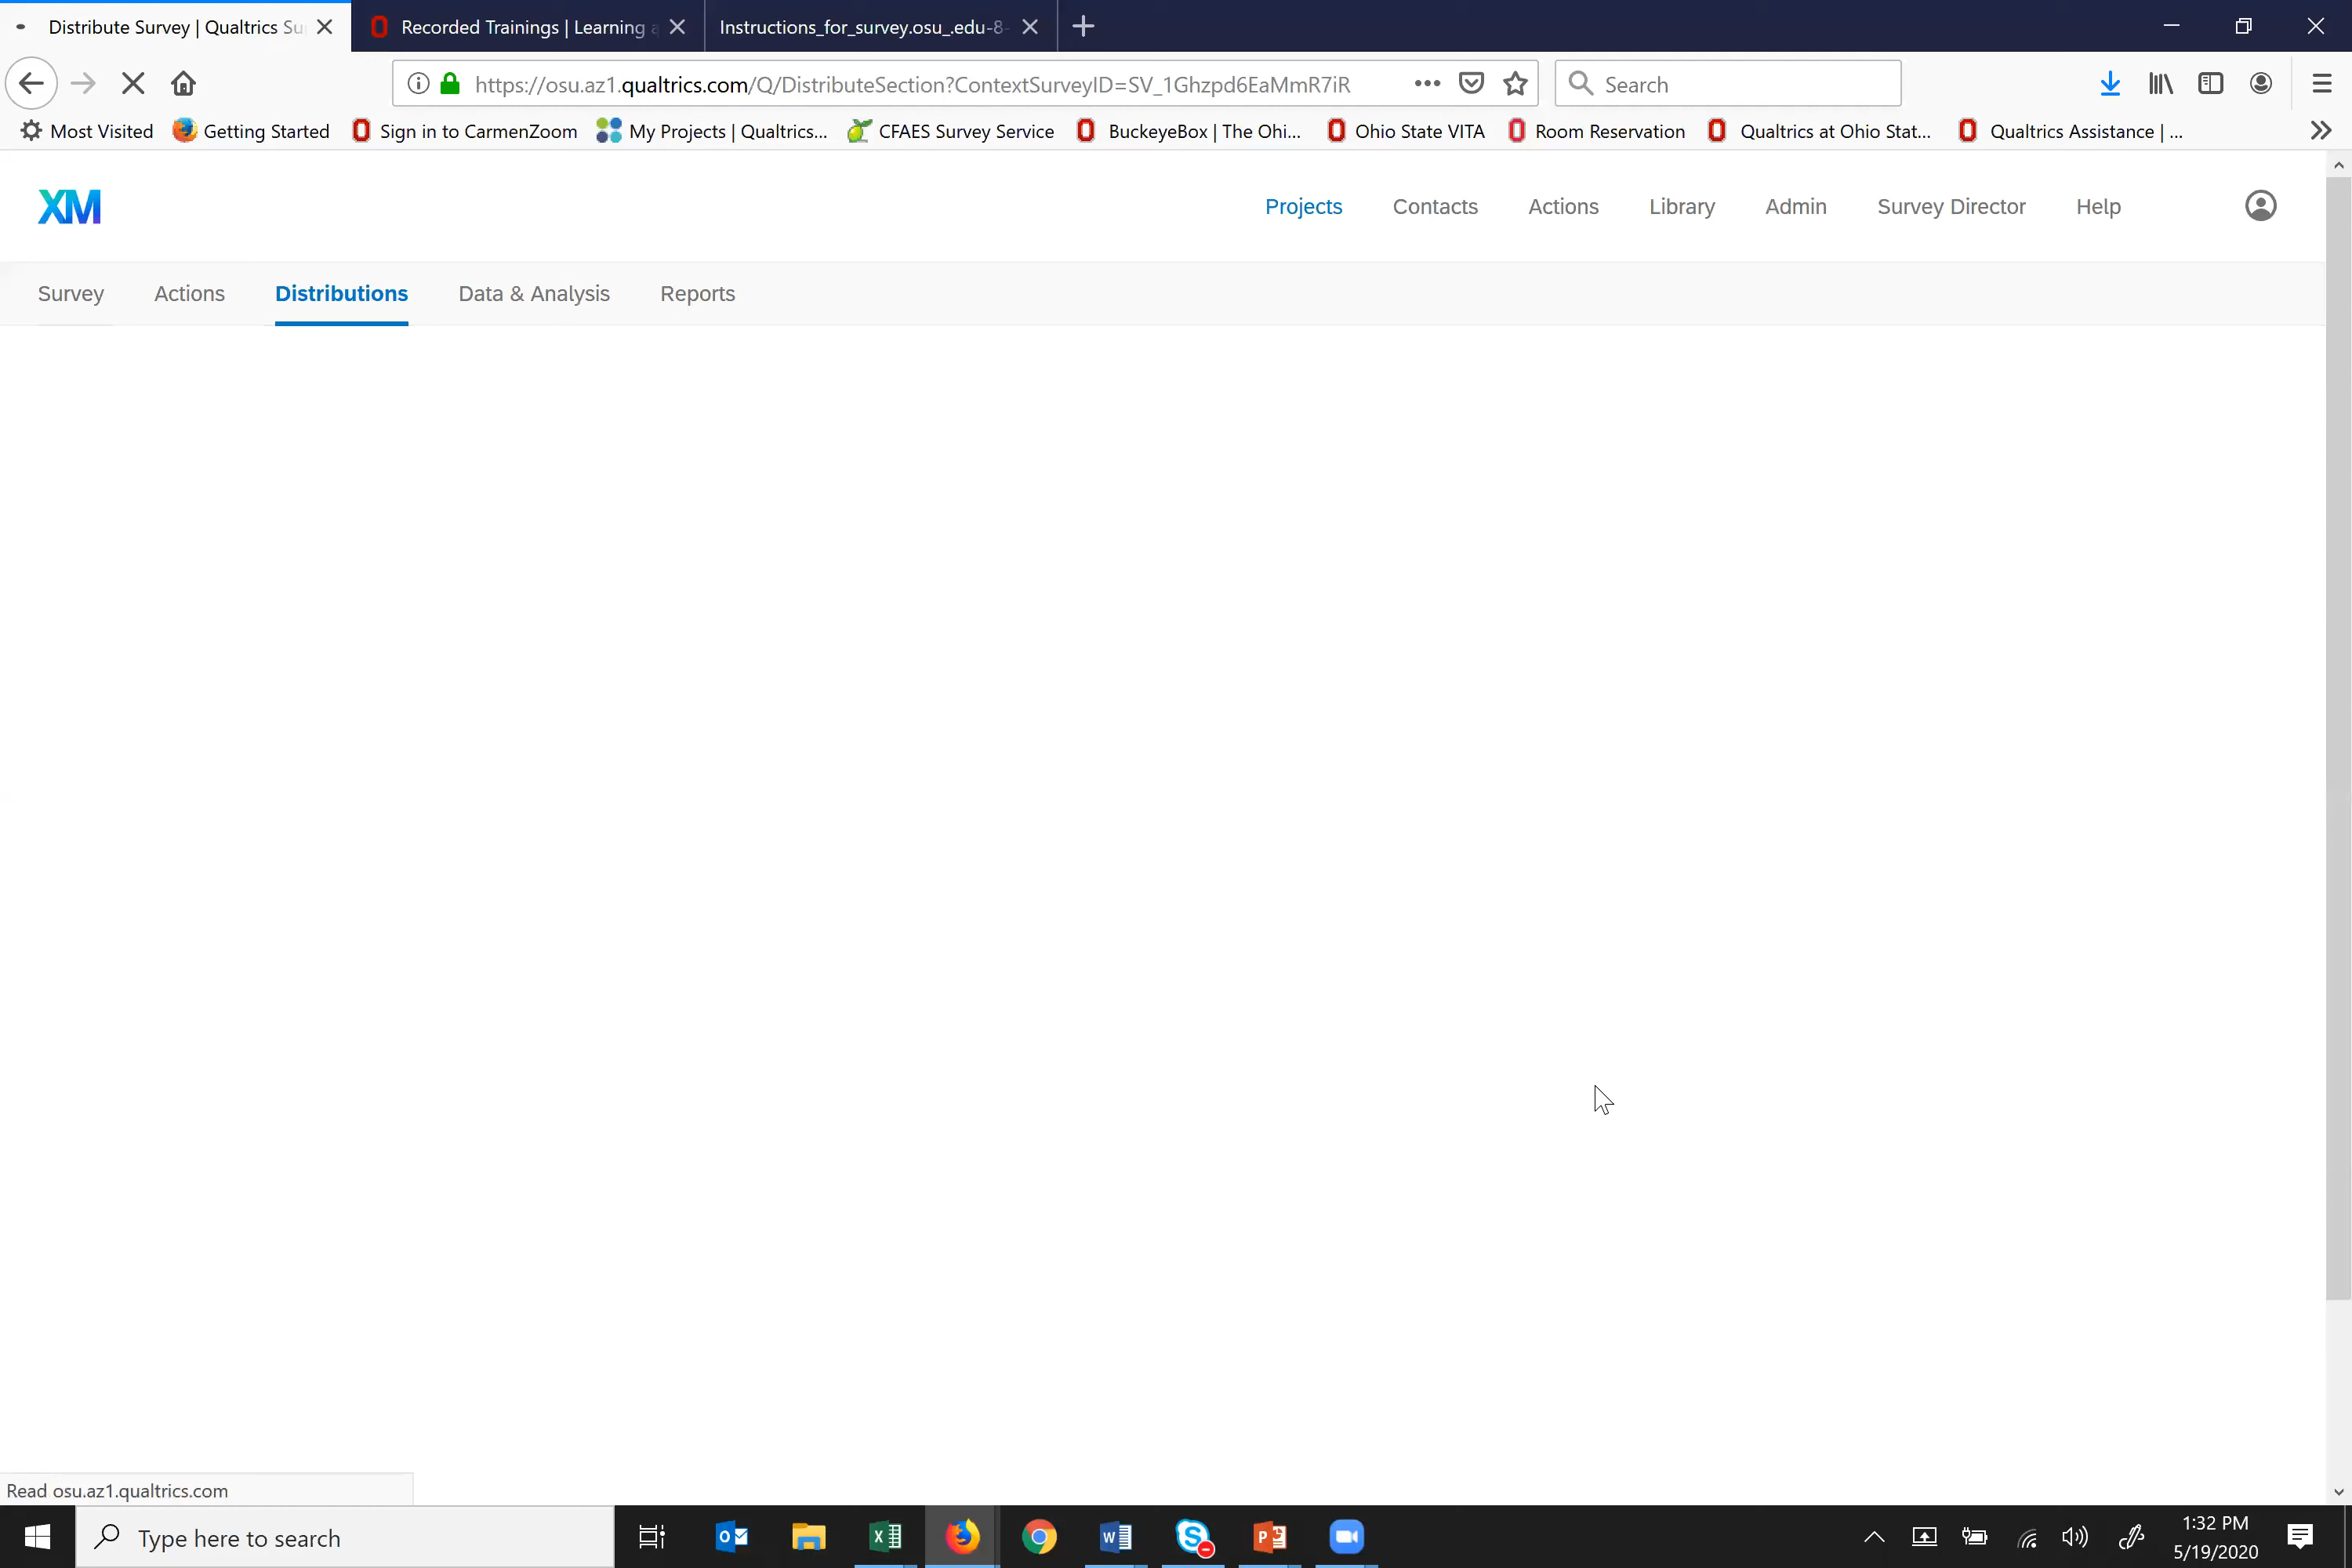 Distribute Survey | Qualtrics Su
Recorded Trainings | Learning a
Instructions_for_survey.osu_.edu-8-
https://osu.az1.qualtrics.com/Q/DistributeSection?ContextSurveyID=SV_1Ghzpd6EaMmR7iR
Search
Most Visited
Getting Started
Sign in to CarmenZoom
My Projects | Qualtrics...
CFAES Survey Service
BuckeyeBox | The Ohi...
Ohio State VITA
Room Reservation
Qualtrics at Ohio Stat...
Qualtrics Assistance | ...
XM
Projects
Contacts
Actions
Library
Admin
Survey Director
Help
Survey
Actions
Distributions
Data & Analysis
Reports
Read osu.az1.qualtrics.com
Type here to search
1:32 PM
5/19/2020